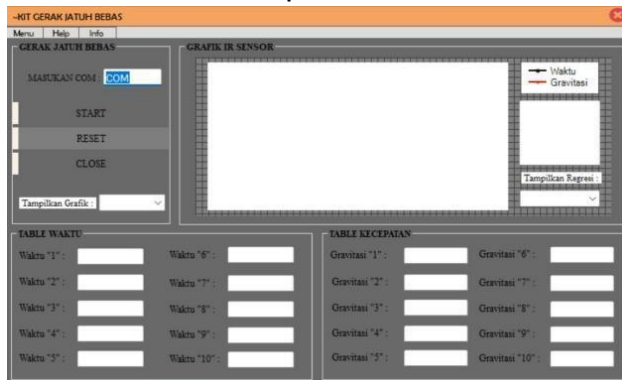 ~KIT GERAK JATUH BEBAS
Menu Help Info
GERAK JATUH BEBAS
MASUKAN COM : COM
START
RESET
CLOSE
Tampilkan Grafik :
GRAFIK IR SENSOR
Waktu
Gravitasi
Tampilkan Regresi :
TABLE WAKTU
Waktu "1" : Waktu "6" :
Waktu "2" : Waktu "7" :
Waktu "3" : Waktu "8" :
Waktu "4" : Waktu "9" :
Waktu "5" : Waktu "10" :
TABLE KECEPATAN
Gravitasi "1" : Gravitasi "6" :
Gravitasi "2" : Gravitasi "7" :
Gravitasi "3" : Gravitasi "8" :
Gravitasi "4" : Gravitasi "9" :
Gravitasi "5" : Gravitasi "10" :